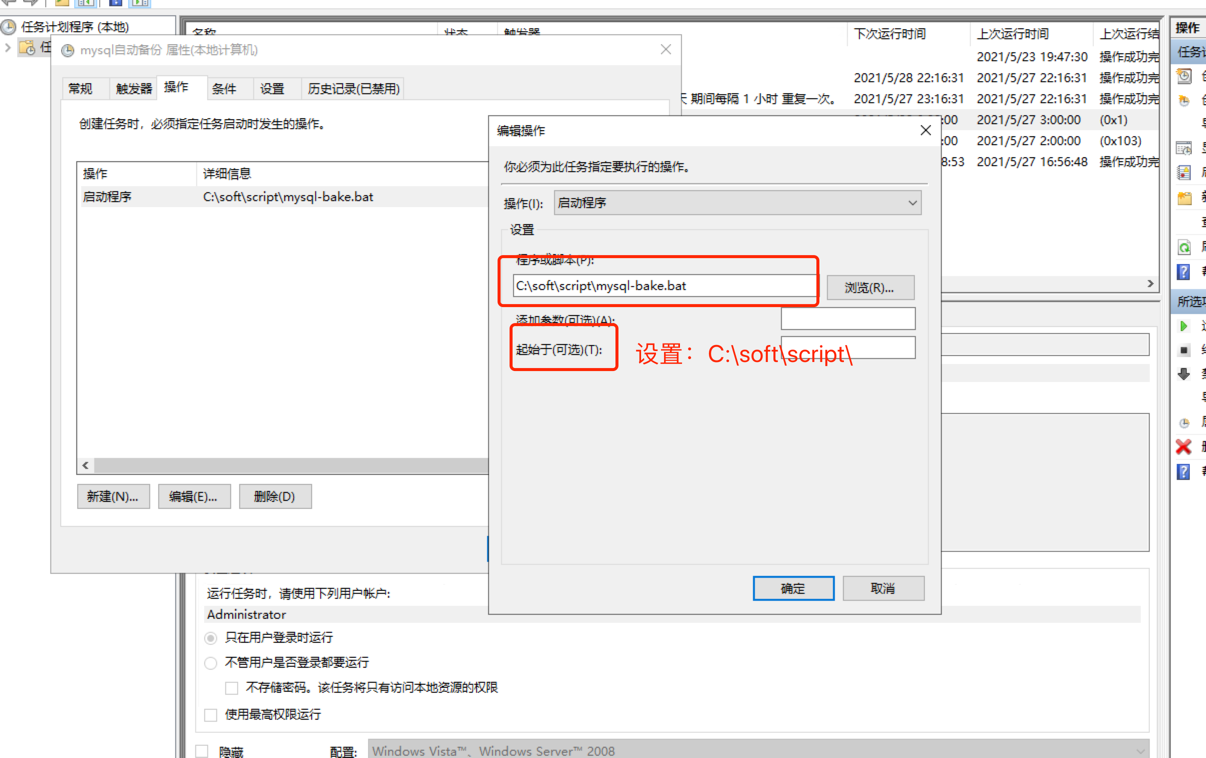 任务计划程序 (本地)
名称
状态
触发器
下次运行时间
上次运行时间
上次运行结
操作
mysql自动备份 属性(本地计算机)
常规
触发器
操作
条件
设置
历史记录(已禁用)
创建任务时，必须指定任务启动时发生的操作。
操作
详细信息
启动程序
C:\soft\script\mysql-bake.bat
新建(N)...
编辑(E)...
删除(D)
2021/5/23 19:47:30 操作成功完
2021/5/28 22:16:31 2021/5/27 22:16:31 操作成功完
期间每隔 1 小时 重复一次。 2021/5/27 23:16:31 2021/5/27 22:16:31 操作成功完
:00 2021/5/27 3:00:00 (0x1)
:00 2021/5/27 2:00:00 (0x103)
8:53 2021/5/27 16:56:48 操作成功完
编辑操作
你必须为此任务指定要执行的操作。
操作(I):
启动程序
设置
程序或脚本(P):
C:\soft\script\mysql-bake.bat
浏览(R)...
添加参数(可选)(A):
起始于(可选)(T):
设置：C:\soft\script\
确定
取消
运行任务时，请使用下列用户帐户:
Administrator
只在用户登录时运行
不管用户是否登录都要运行
不存储密码。该任务将只有访问本地资源的权限
使用最高权限运行
隐藏
配置:
Windows Vista™、Windows Server™ 2008